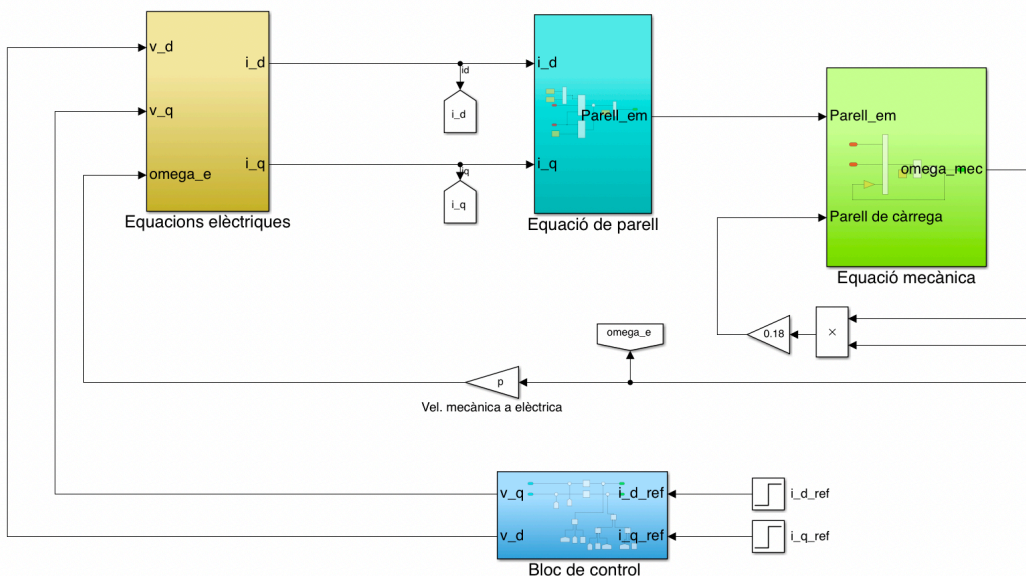 v_d
v_q
omega_e
i_d
i_q
Equacions elèctriques
id
i_d
iq
i_q
i_d
i_q
Parell_em
Equació de parell
Parell_em
Parell de càrrega
omega_mec
Equació mecànica
0.18
×
omega_e
p
Vel. mecànica a elèctrica
v_q
v_d
i_d_ref
i_q_ref
Bloc de control
i_d_ref
i_q_ref